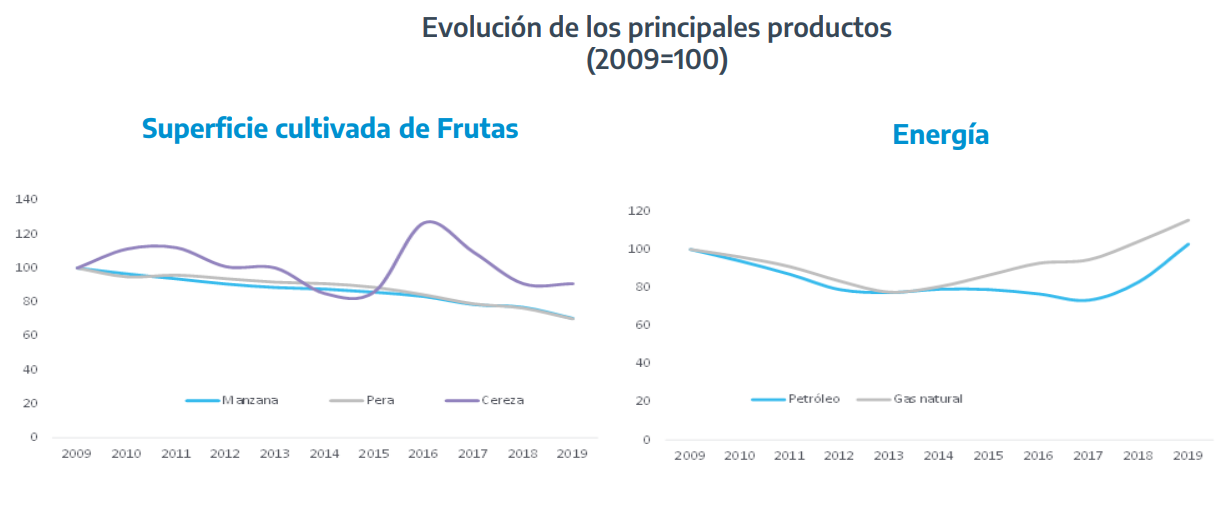 Evolución de los principales productos
(2009=100)
Superficie cultivada de Frutas
140
120
100
80
60
40
20
0
Manzana Pera Cereza
2009 2010 2011 2012 2013 2014 2015 2016 2017 2018 2019
Energía
120
100
80
60
40
20
0
Petróleo Gas natural
2009 2010 2011 2012 2013 2014 2015 2016 2017 2018 2019